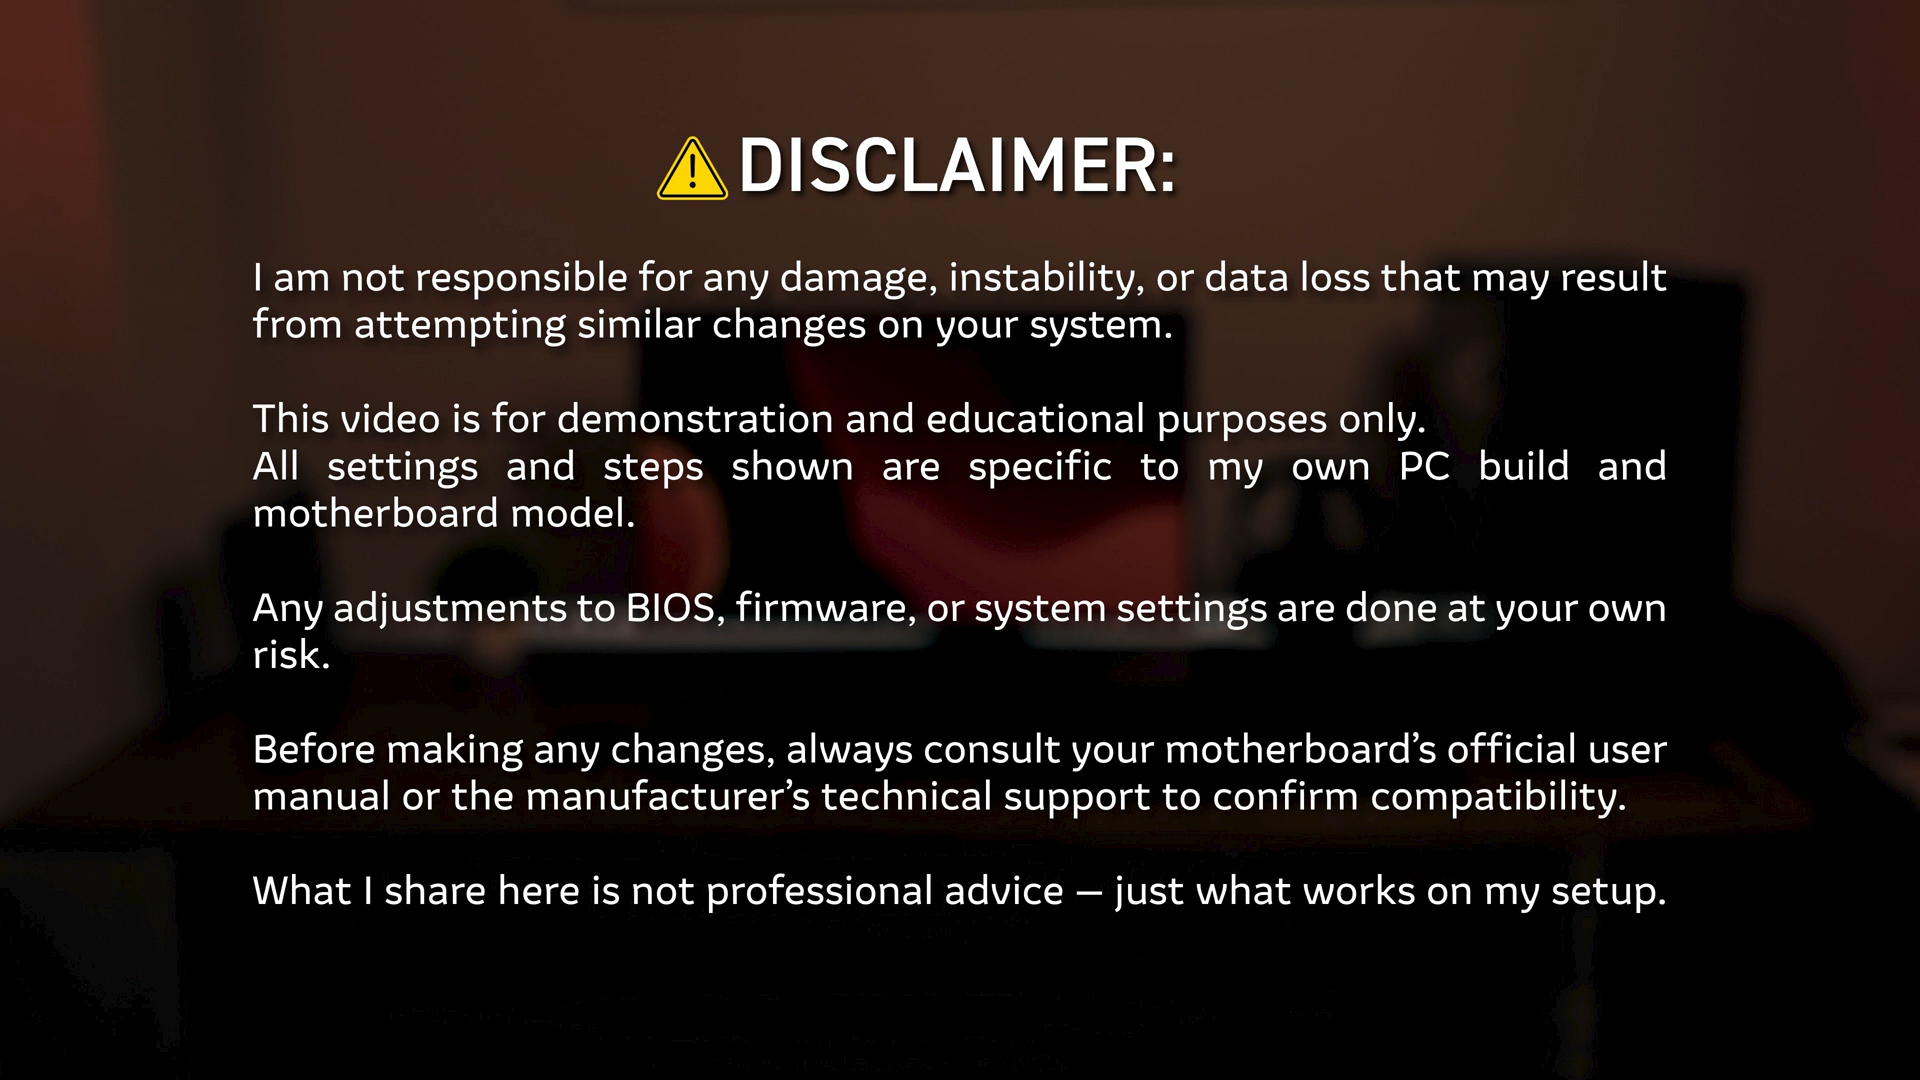 ⚠ DISCLAIMER:
I am not responsible for any damage, instability, or data loss that may result
from attempting similar changes on your system.
This video is for demonstration and educational purposes only.
All settings and steps shown are specific to my own PC build and
motherboard model.
Any adjustments to BIOS, firmware, or system settings are done at your own
risk.
Before making any changes, always consult your motherboard’s official user
manual or the manufacturer’s technical support to confirm compatibility.
What I share here is not professional advice – just what works on my setup.